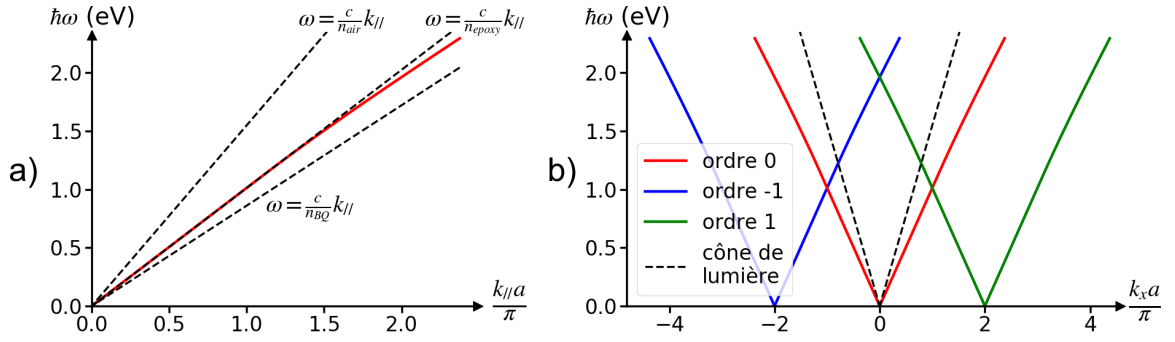 a)
ħω (eV)
ω = c/n_air k_//
ω = c/n_epoxy k_//
ω = c/n_BQ k_//
2.0
1.5
1.0
0.5
0.0
0.0 0.5 1.0 1.5 2.0
k_// a/π
b)
ħω (eV)
2.0
1.5
1.0
0.5
0.0
ordre 0
ordre -1
ordre 1
cône de
lumière
−4 −2 0 2 4
k_x a/π